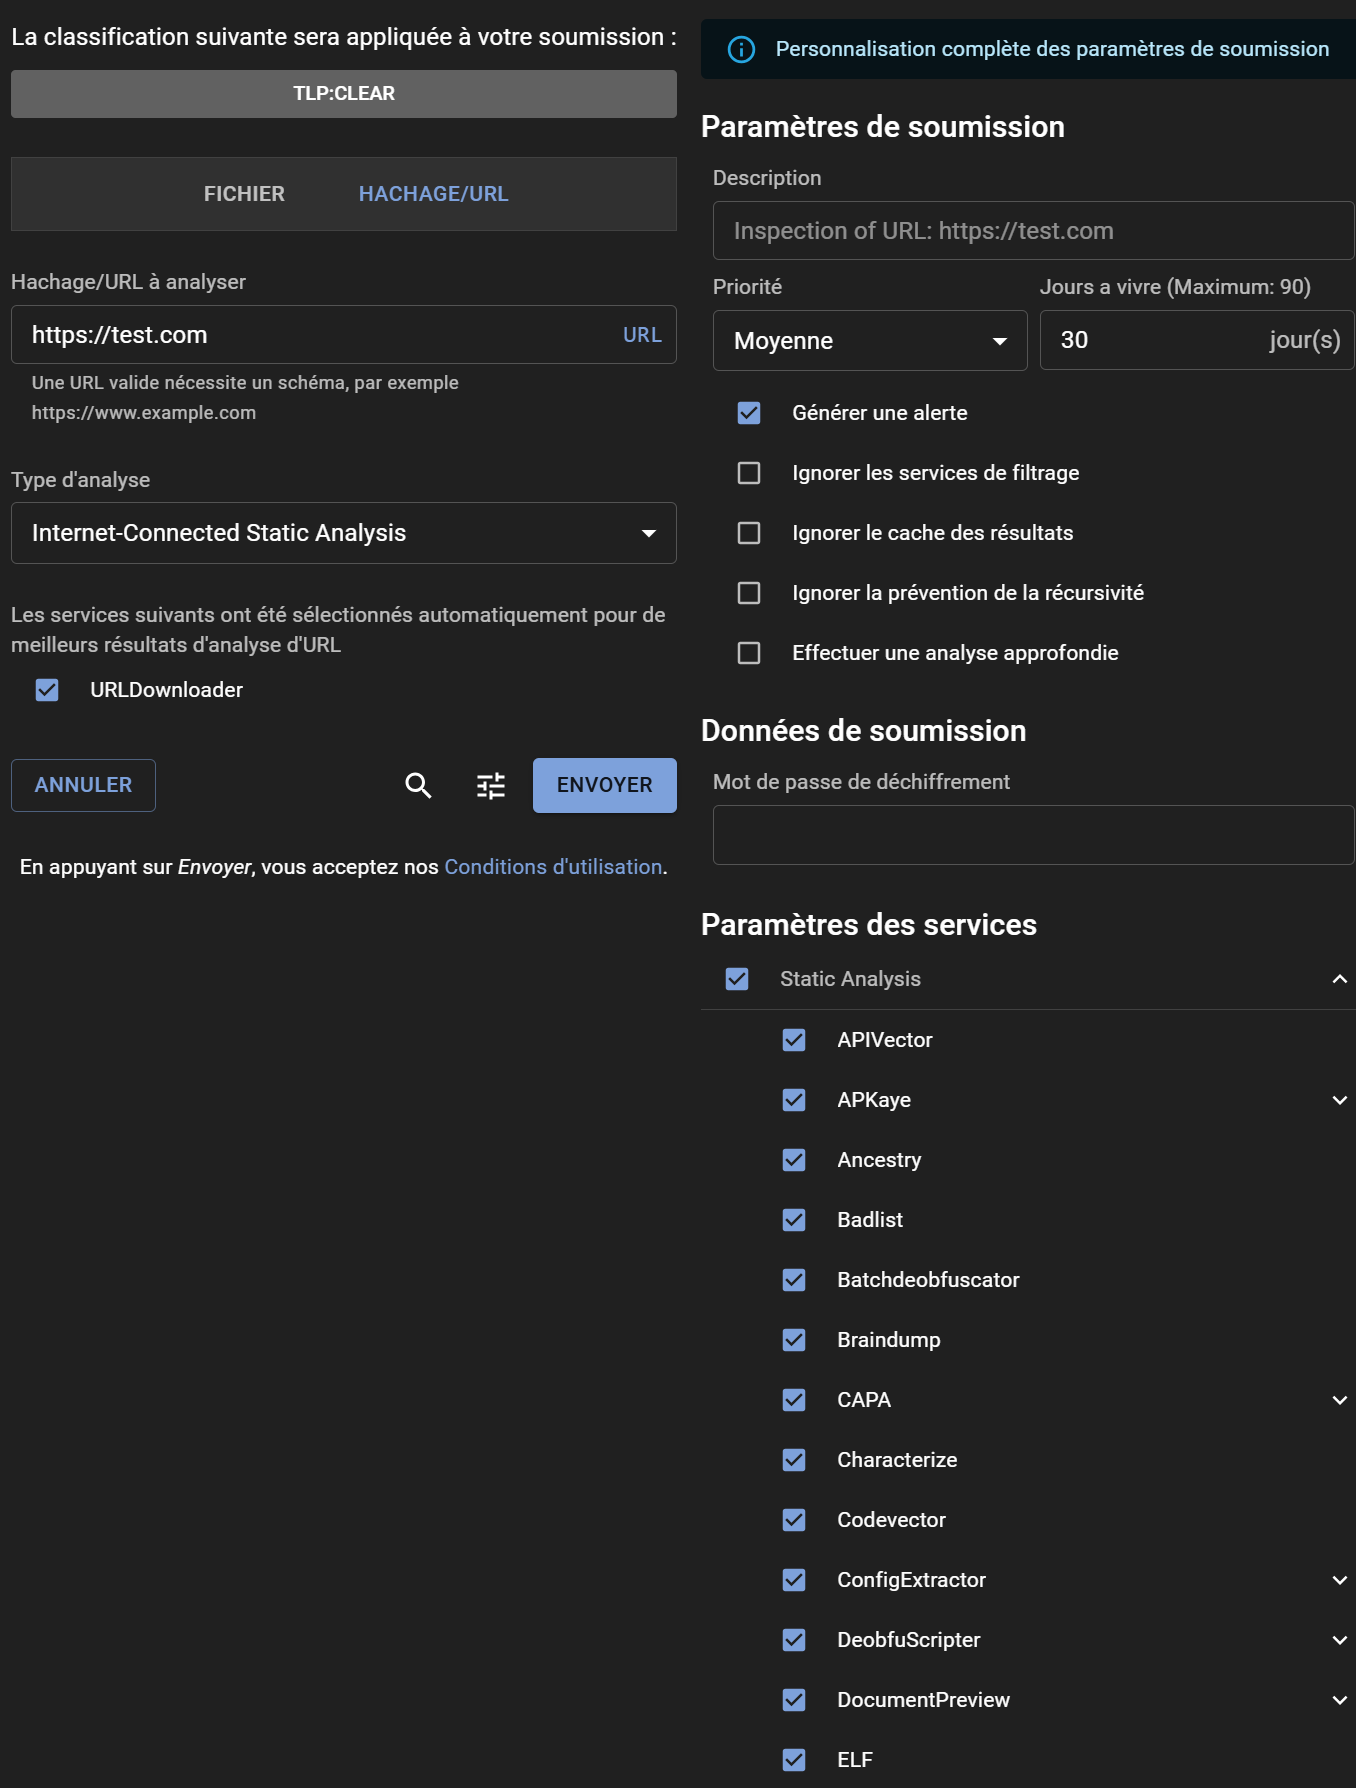 La classification suivante sera appliquée à votre soumission :
TLP:CLEAR
FICHIER
HACHAGE/URL
Hachage/URL à analyser
https://test.com
URL
Une URL valide nécessite un schéma, par exemple
https://www.example.com
Type d'analyse
Internet-Connected Static Analysis
Les services suivants ont été sélectionnés automatiquement pour de
meilleurs résultats d'analyse d'URL
URLDownloader
ANNULER
ENVOYER
En appuyant sur Envoyer, vous acceptez nos Conditions d'utilisation.
Personnalisation complète des paramètres de soumission
Paramètres de soumission
Description
Inspection of URL: https://test.com
Priorité
Jours a vivre (Maximum: 90)
Moyenne
30
jour(s)
Générer une alerte
Ignorer les services de filtrage
Ignorer le cache des résultats
Ignorer la prévention de la récursivité
Effectuer une analyse approfondie
Données de soumission
Mot de passe de déchiffrement
Paramètres des services
Static Analysis
APIVector
APKaye
Ancestry
Badlist
Batchdeobfuscator
Braindump
CAPA
Characterize
Codevector
ConfigExtractor
DeobfuScripter
DocumentPreview
ELF